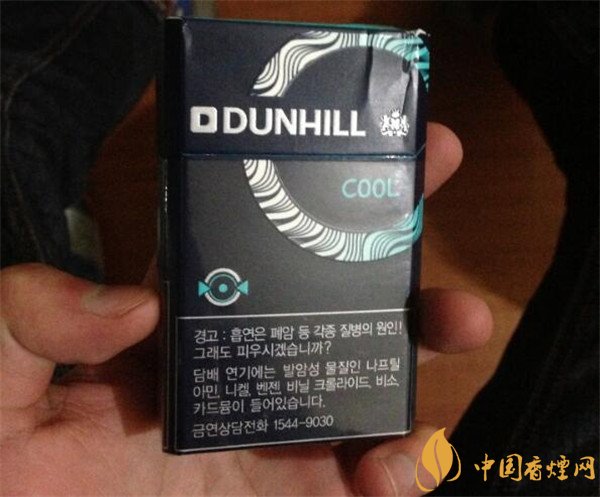 DUNHILL
COOL
경고 : 흡연은 폐암 등 각종 질병의 원인!
그래도 피우시겠습니까?
담배 연기에는 발암성 물질인 나프틸
아민, 니켈, 벤젠, 비닐 크롤라이드, 비소,
카드뮴이 들어있습니다.
금연상담전화 1544-9030
中国香煙网